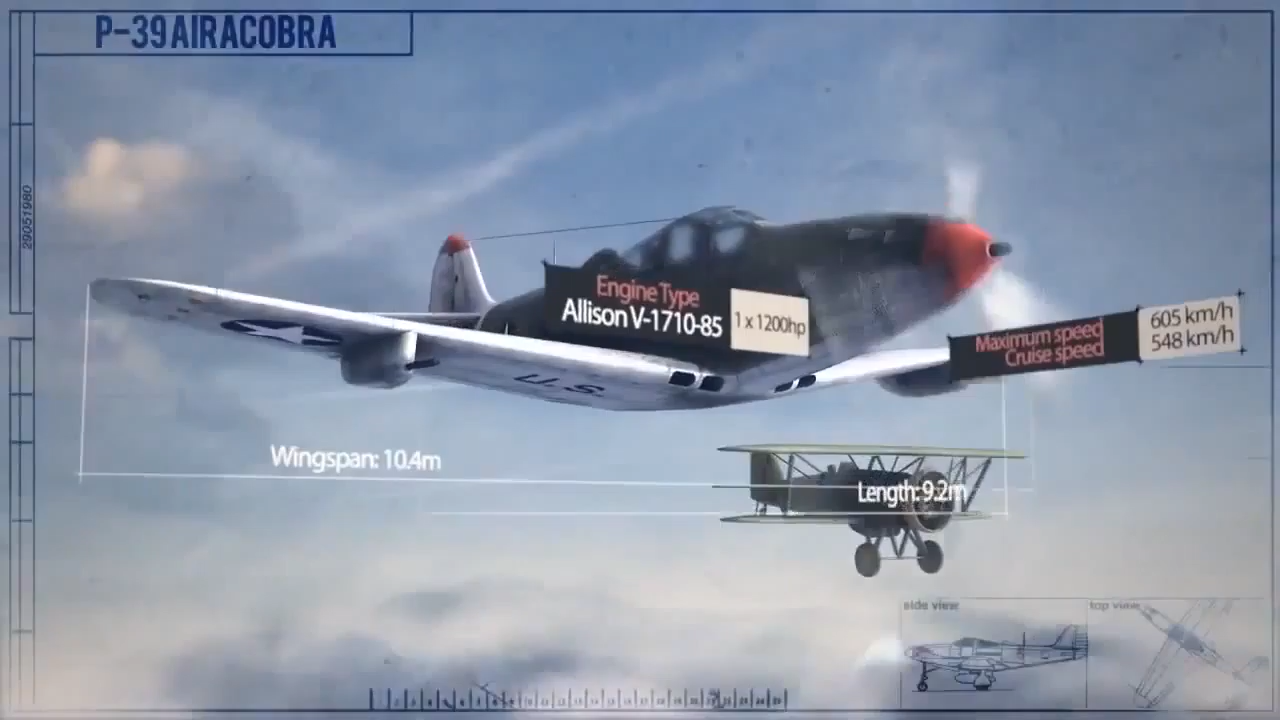 P-39 AIRACOBRA
29051980
Engine Type
Allison V-1710-85
1 x 1200hp
Maximum speed
Cruise speed
605 km/h
548 km/h
U.S.
Wingspan: 10.4m
Length: 9.2m
side view
top view